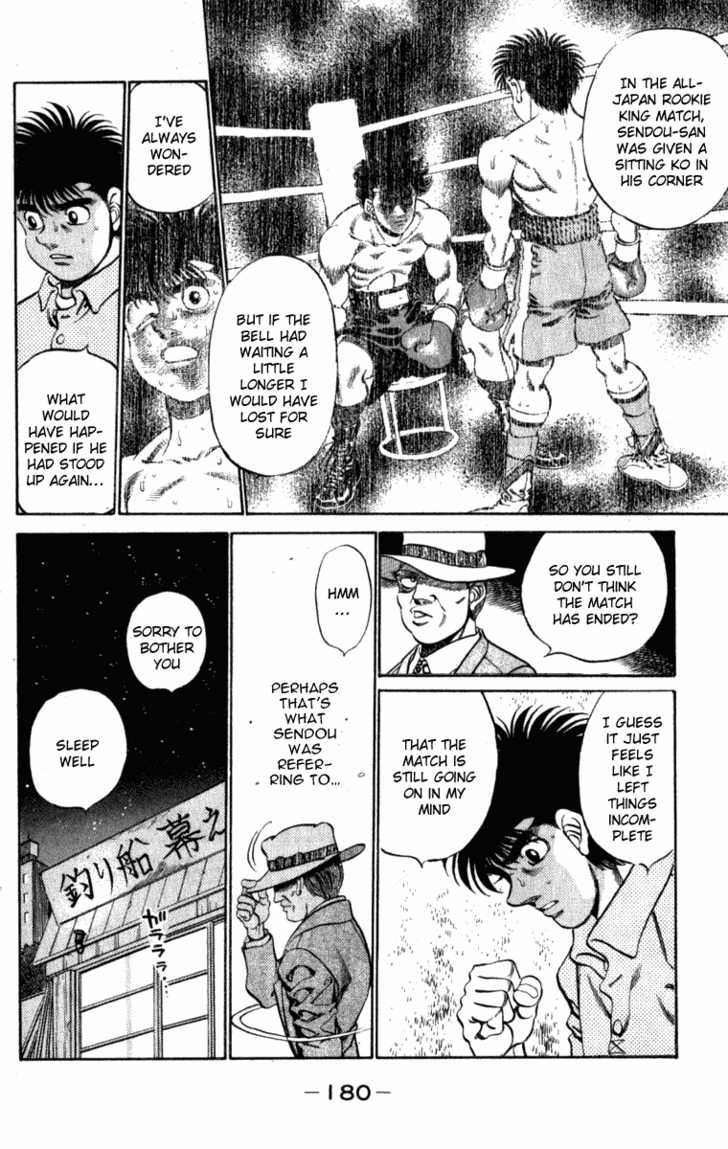 IN THE ALL-
JAPAN ROOKIE
KING MATCH,
SENDOU-SAN
WAS GIVEN A
SITTING KO IN
HIS CORNER
BUT IF THE
BELL HAD
WAITING A
LITTLE
LONGER I
WOULD HAVE
LOST FOR
SURE
I'VE
ALWAYS
WON-
DERED
WHAT
WOULD
HAVE HAP-
PENED IF HE
HAD STOOD
UP AGAIN...
SO YOU STILL
DON'T THINK
THE MATCH
HAS ENDED?
I GUESS
IT JUST
FEELS
LIKE I
LEFT
THINGS
INCOM-
PLETE
THAT THE
MATCH IS
STILL GOING
ON IN MY
MIND
HMM
...
PERHAPS
THAT'S
WHAT
SENDOU
WAS
REFER-
RING TO...
SORRY TO
BOTHER
YOU
SLEEP
WELL
釣り船 幕之
ガラララ...
—180—